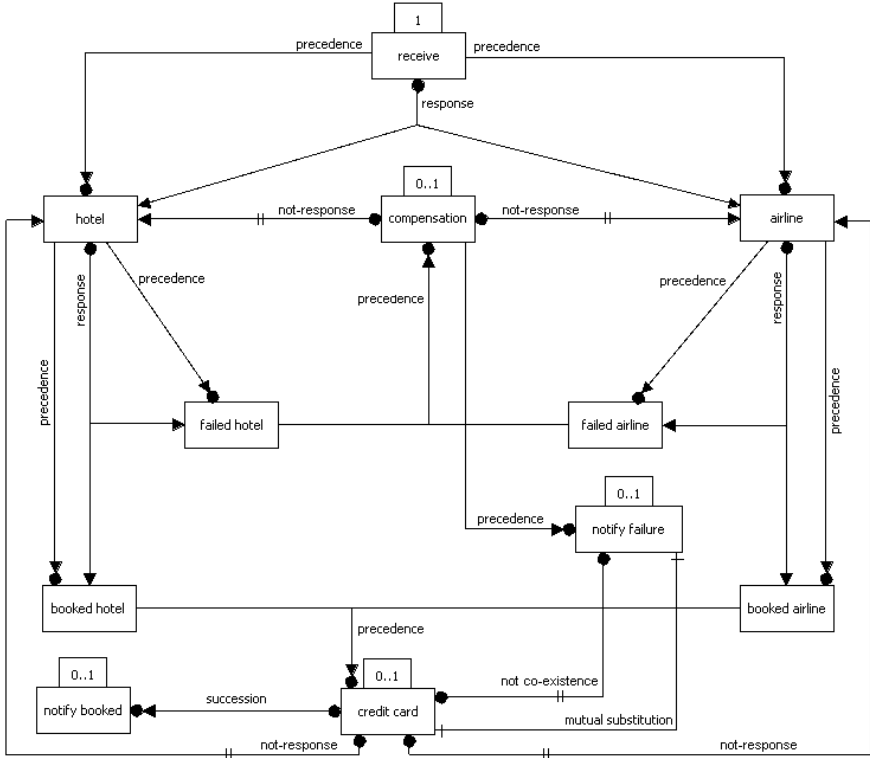 1
precedence
precedence
receive
response
0..1
hotel
not-response
compensation
not-response
airline
precedence
precedence
response
precedence
response
precedence
precedence
failed hotel
failed airline
0..1
precedence
notify failure
booked hotel
booked airline
precedence
0..1
0..1
not co-existence
succession
notify booked
credit card
mutual substitution
not-response
not-response